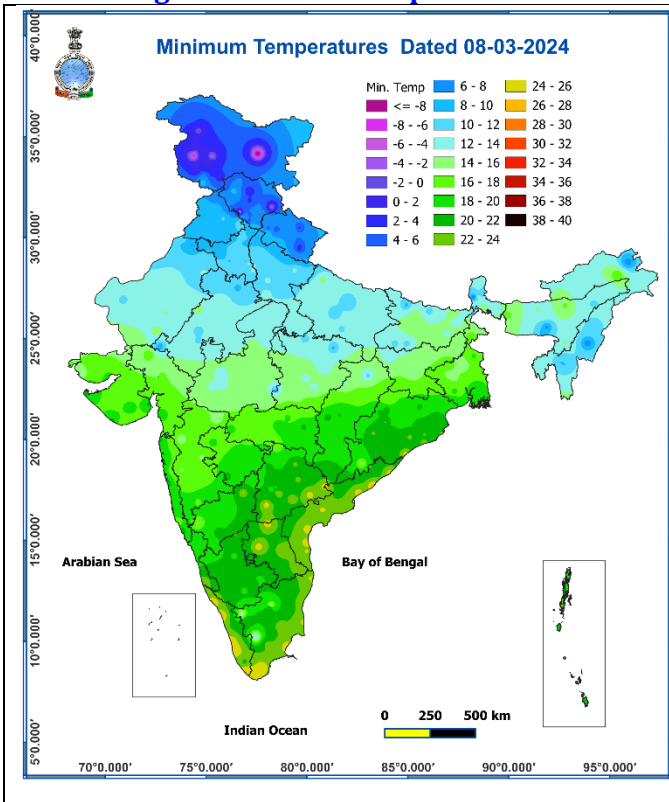 Minimum Temperatures Dated 08-03-2024
Min. Temp
<= -8
-8 - -6
-6 - -4
-4 - -2
-2 - 0
0 - 2
2 - 4
4 - 6
6 - 8
8 - 10
10 - 12
12 - 14
14 - 16
16 - 18
18 - 20
20 - 22
22 - 24
24 - 26
26 - 28
28 - 30
30 - 32
32 - 34
34 - 36
36 - 38
38 - 40
40°0.000'
35°0.000'
30°0.000'
25°0.000'
20°0.000'
15°0.000'
10°0.000'
5°0.000'
Arabian Sea
Bay of Bengal
Indian Ocean
0 250 500 km
70°0.000' 75°0.000' 80°0.000' 85°0.000' 90°0.000' 95°0.000'